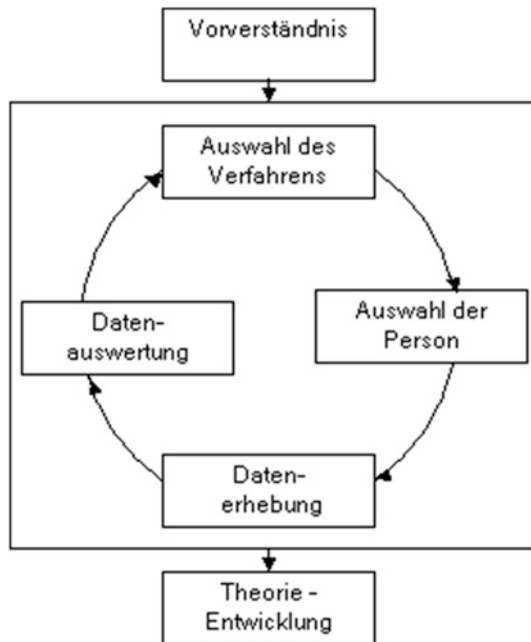 Vorverständnis
Auswahl des
Verfahrens
Auswahl der
Person
Daten-
auswertung
Daten-
erhebung
Theorie -
Entwicklung